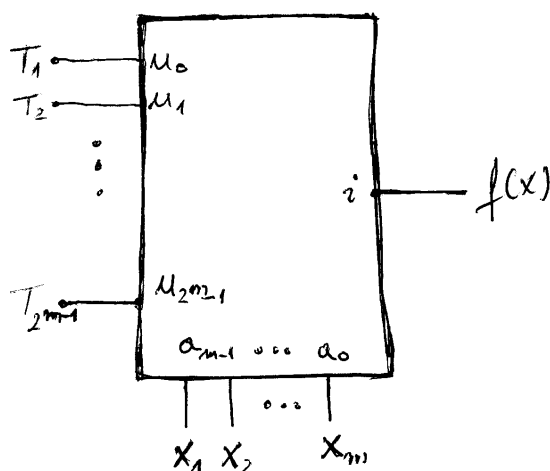 T₁ u₀
T₂ u₁
i f(x)
T₂ᵐ⁻¹ u₂ᵐ₋₁
aₘ₋₁ ... a₀
...
x₁ x₂ xₘ